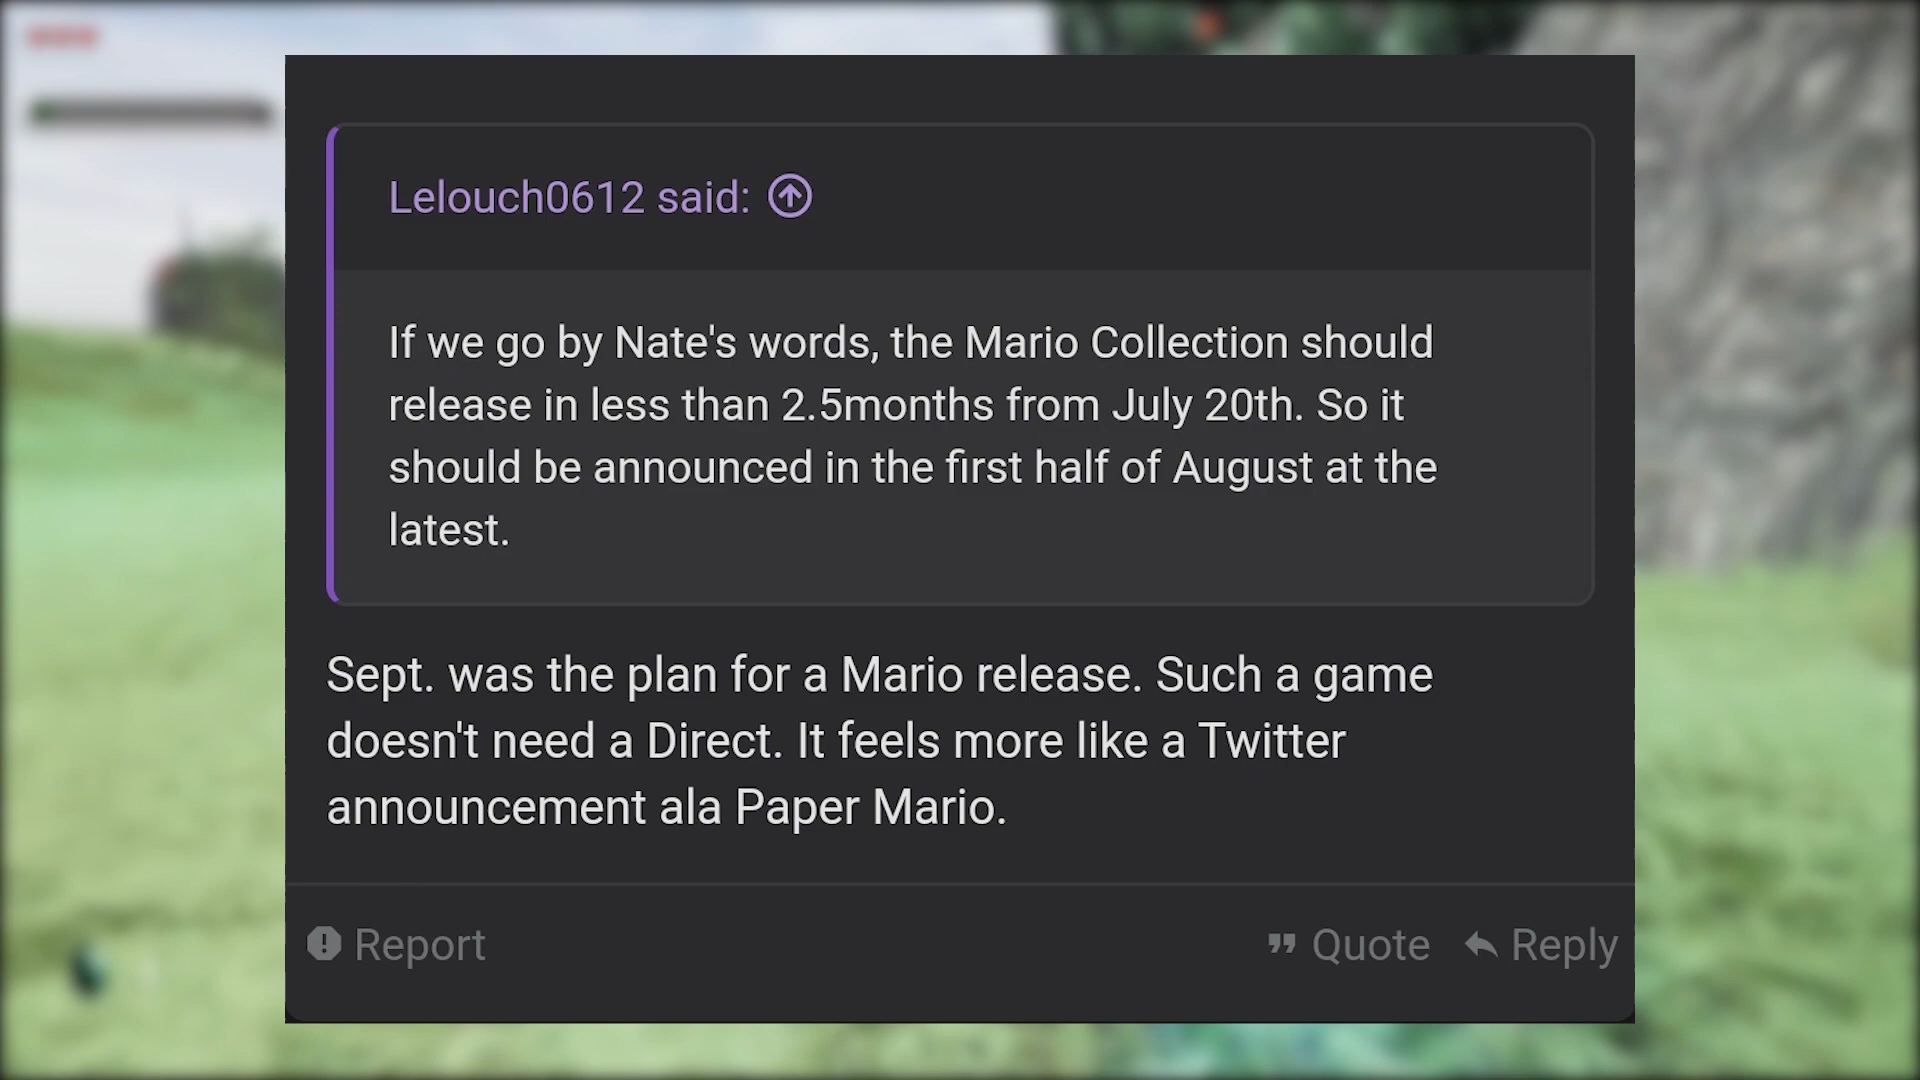 Lelouch0612 said:
If we go by Nate's words, the Mario Collection should
release in less than 2.5months from July 20th. So it
should be announced in the first half of August at the
latest.
Sept. was the plan for a Mario release. Such a game
doesn't need a Direct. It feels more like a Twitter
announcement ala Paper Mario.
Report
Quote Reply